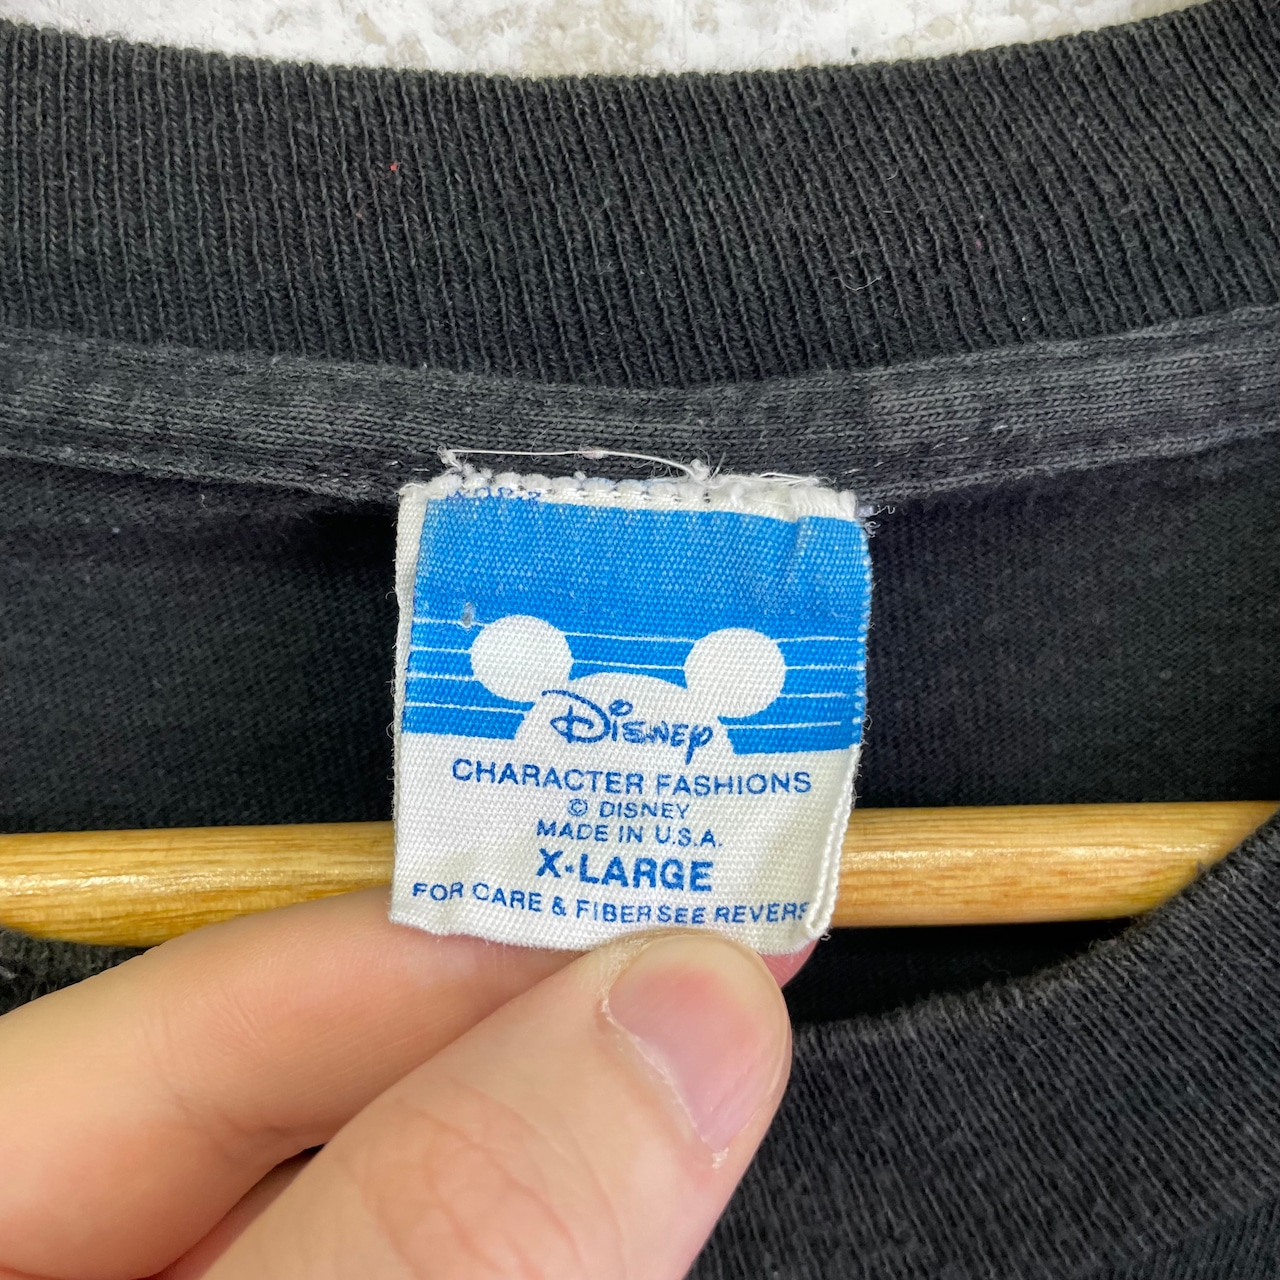 Disney
CHARACTER FASHIONS
© DISNEY
MADE IN U.S.A.
X-LARGE
FOR CARE & FIBER SEE REVERS